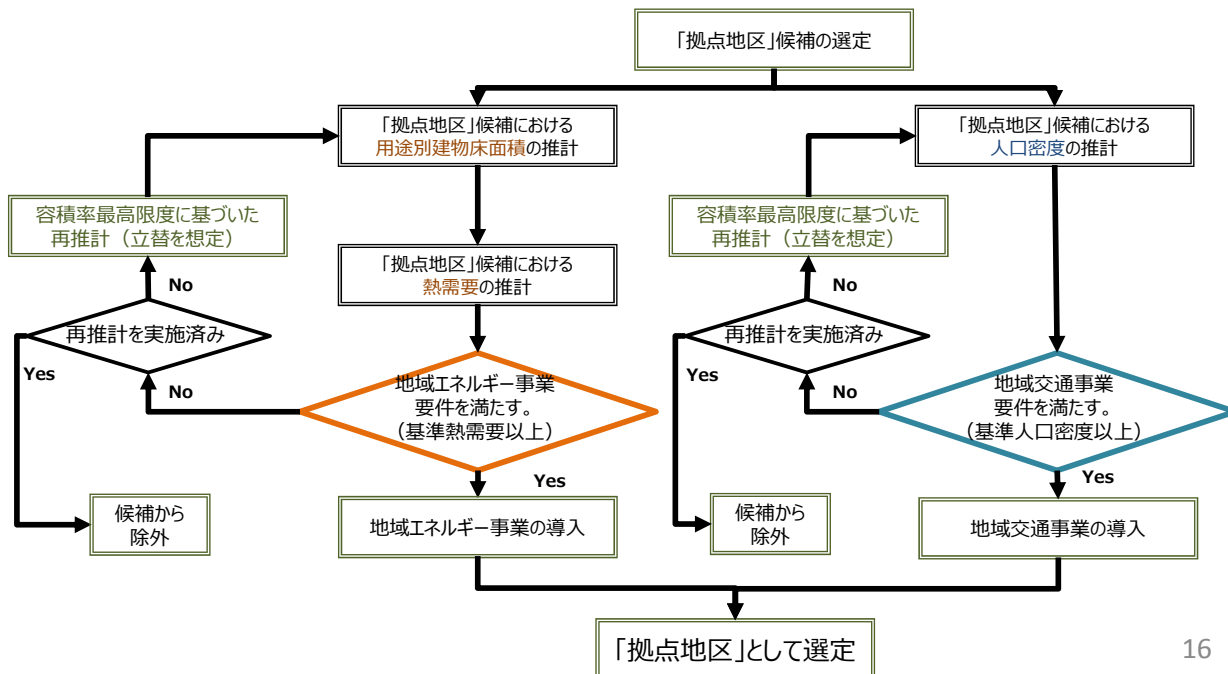 「拠点地区」候補の選定
「拠点地区」候補における
用途別建物床面積の推計
「拠点地区」候補における
人口密度の推計
容積率最高限度に基づいた
再推計（立替を想定）
容積率最高限度に基づいた
再推計（立替を想定）
「拠点地区」候補における
熱需要の推計
No
No
再推計を実施済み
再推計を実施済み
Yes
Yes
No
No
地域エネルギー事業
要件を満たす。
（基準熱需要以上）
地域交通事業
要件を満たす。
（基準人口密度以上）
Yes
Yes
候補から
除外
地域エネルギー事業の導入
候補から
除外
地域交通事業の導入
「拠点地区」として選定
16